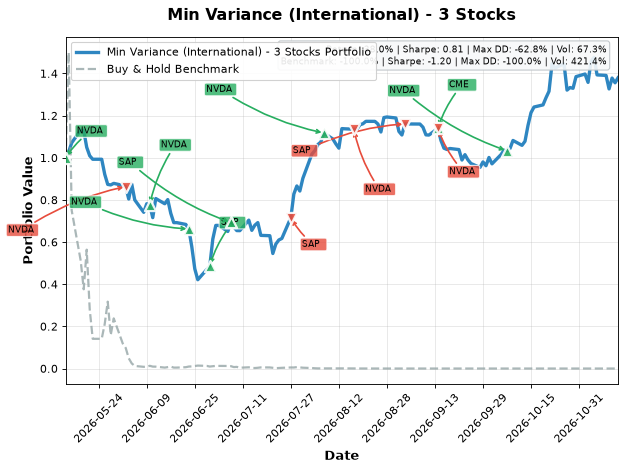 Min Variance (International) - 3 Stocks
Min Variance (International) - 3 Stocks Portfolio
Buy & Hold Benchmark
0% | Sharpe: 0.81 | Max DD: -62.8% | Vol: 67.3%
Benchmark: -100.0% | Sharpe: -1.20 | Max DD: -100.0% | Vol: 421.4%
Portfolio Value
1.4
1.2
1.0
0.8
0.6
0.4
0.2
0.0
NVDA
NVDA
SAP
NVDA
NVDA
NVDA
SAP
SAP
NVDA
NVDA
CME
NVDA
SAP
2026-05-24
2026-06-09
2026-06-25
2026-07-11
2026-07-27
2026-08-12
2026-08-28
2026-09-13
2026-09-29
2026-10-15
2026-10-31
Date